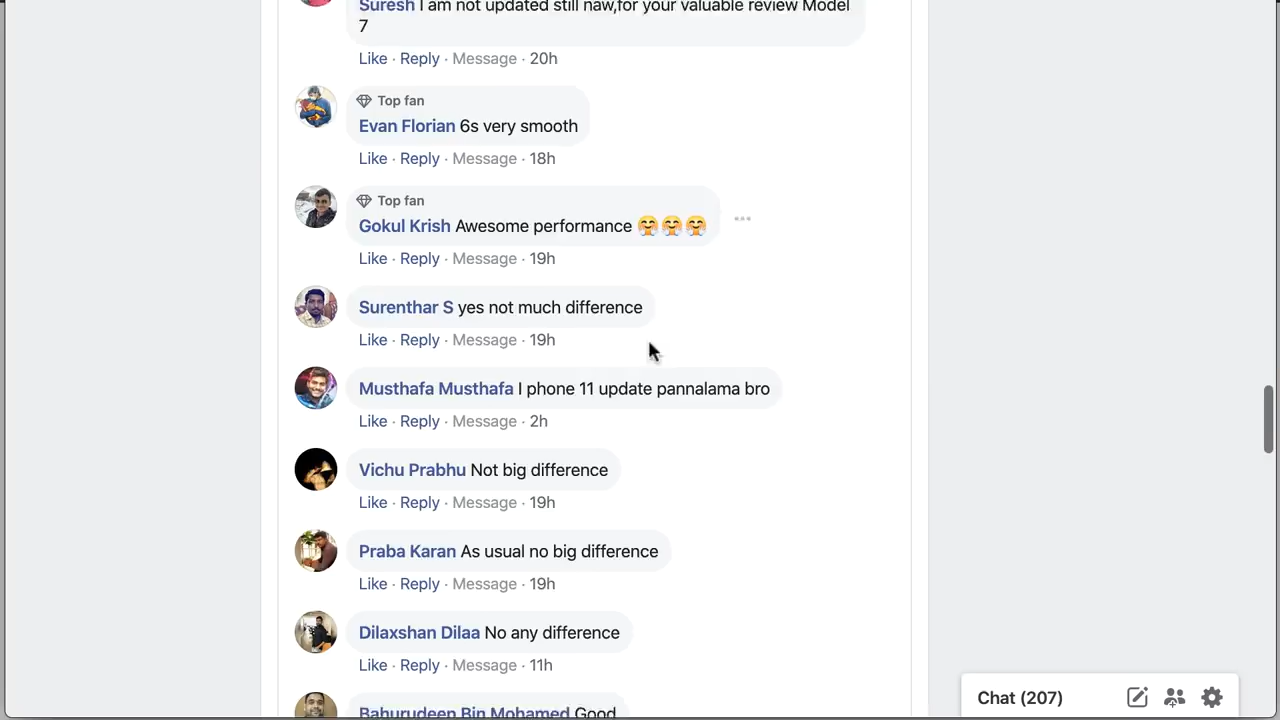 Suresh I am not updated still naw,for your valuable review Model
7
Like · Reply · Message · 20h
Top fan
Evan Florian 6s very smooth
Like · Reply · Message · 18h
Top fan
Gokul Krish Awesome performance 🤗🤗🤗
Like · Reply · Message · 19h
Surenthar S yes not much difference
Like · Reply · Message · 19h
Musthafa Musthafa I phone 11 update pannalama bro
Like · Reply · Message · 2h
Vichu Prabhu Not big difference
Like · Reply · Message · 19h
Praba Karan As usual no big difference
Like · Reply · Message · 19h
Dilaxshan Dilaa No any difference
Like · Reply · Message · 11h
Bahurudeep Bin Mohamed Good
Chat (207)